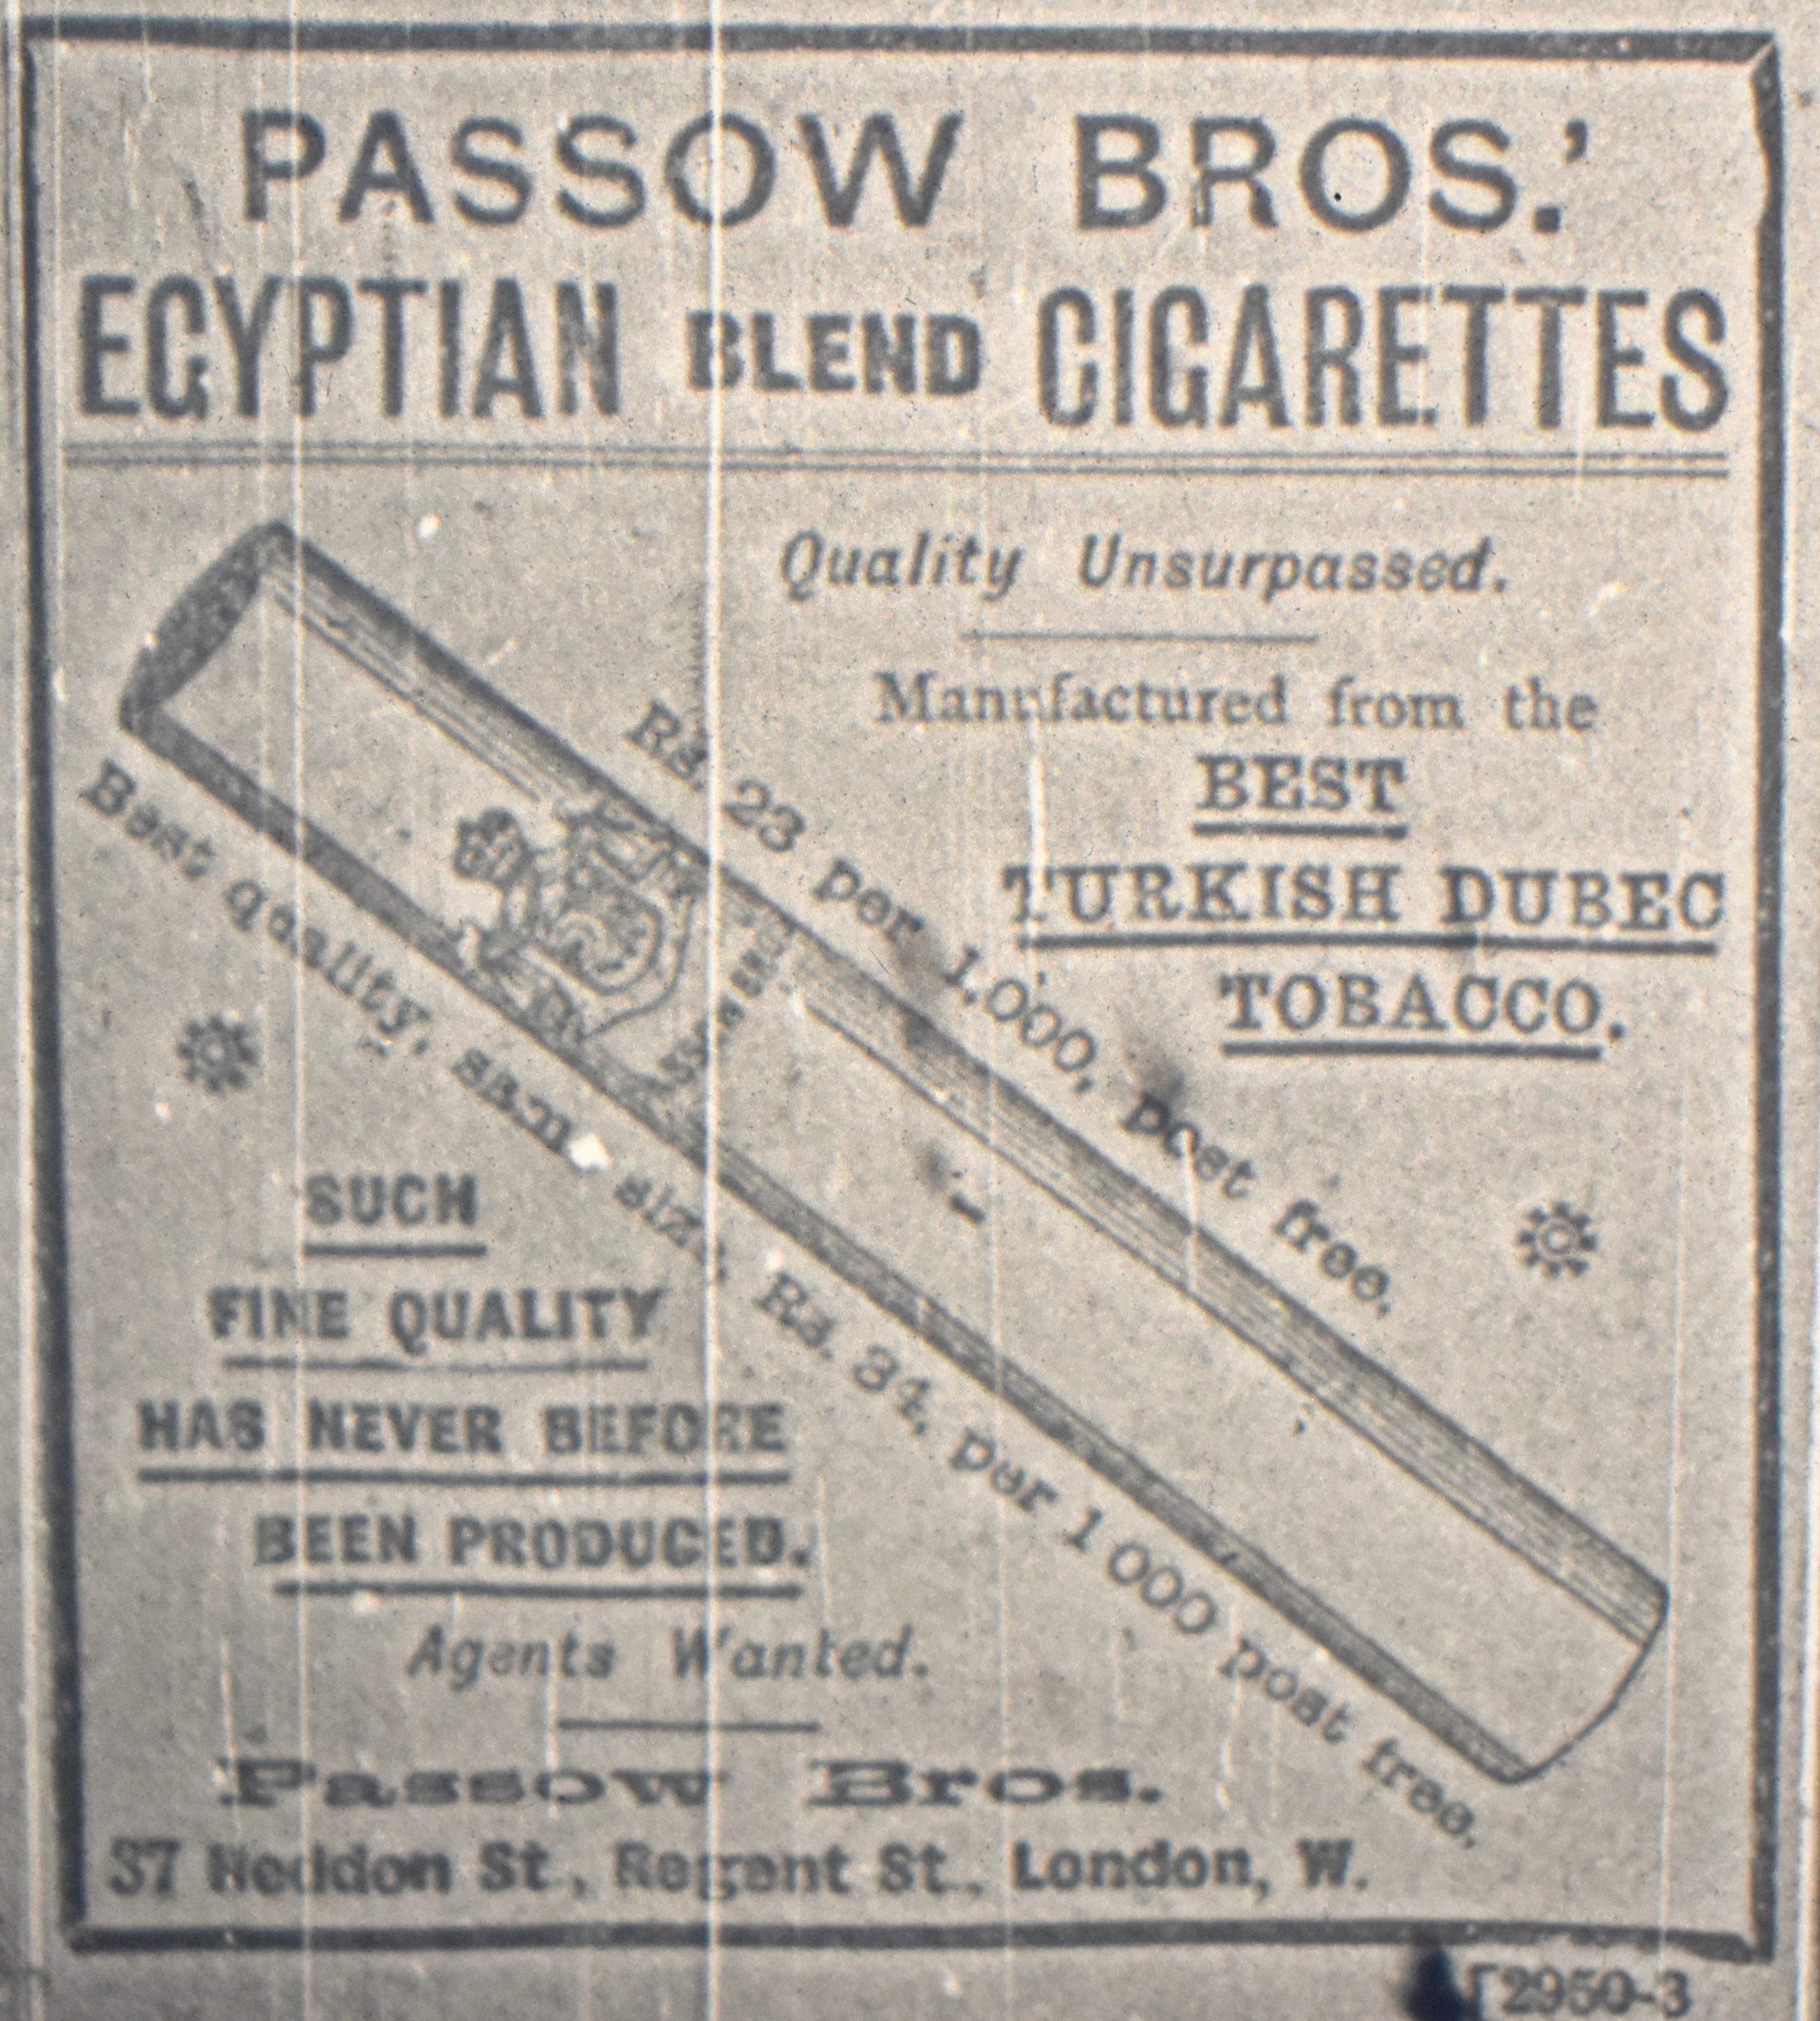 PASSOW BROS.'
EGYPTIAN BLEND CIGARETTES
Quality Unsurpassed.
Manufactured from the
BEST
TURKISH DUBEC
TOBACCO.
Rs. 23 per 1,000, post free.
Best quality, sam size, Rs. 34, per 1 000 post free.
SUCH
FINE QUALITY
HAS NEVER BEFORE
BEEN PRODUCED.
Agents Wanted.
Passow Bros.
37 Heddon St., Regent St., London, W.
[2950-3